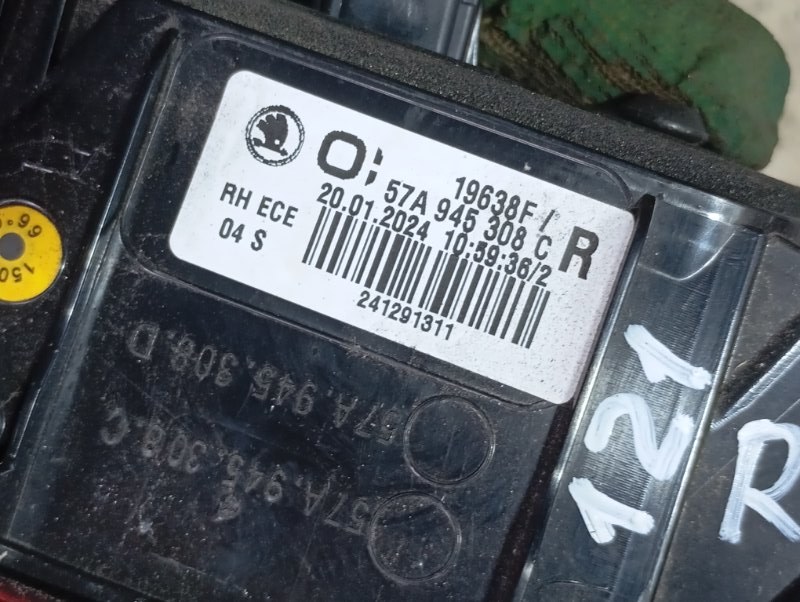 19638F /
57A 945 308 C
RH ECE
20.01.2024 10:59:36/2
R
04 S
241291311
57A.945.308.D
57A.945.308.C
121
R
150